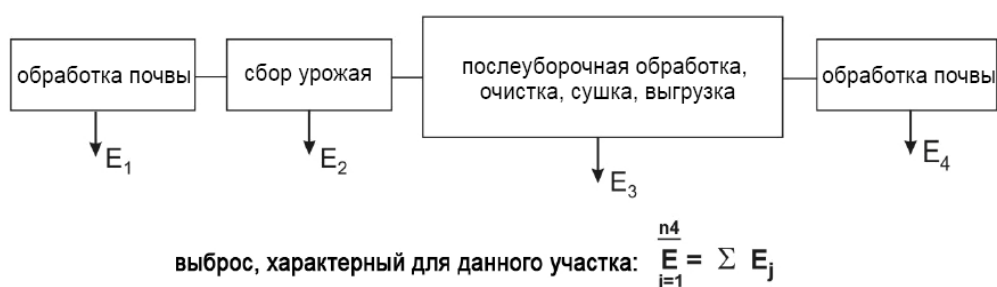 обработка почвы
сбор урожая
послеуборочная обработка,
очистка, сушка, выгрузка
обработка почвы
E₁
E₂
E₃
E₄
n4
выброс, характерный для данного участка: E = Σ Eⱼ
j=1